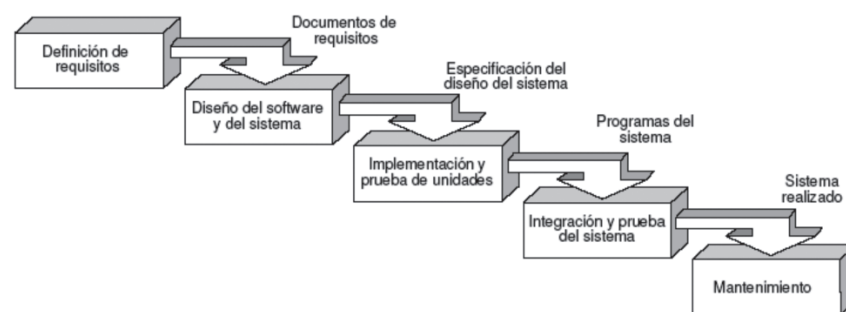 Definición de
requisitos
Documentos de
requisitos
Diseño del software
y del sistema
Especificación del
diseño del sistema
Implementación y
prueba de unidades
Programas del
sistema
Integración y prueba
del sistema
Sistema
realizado
Mantenimiento